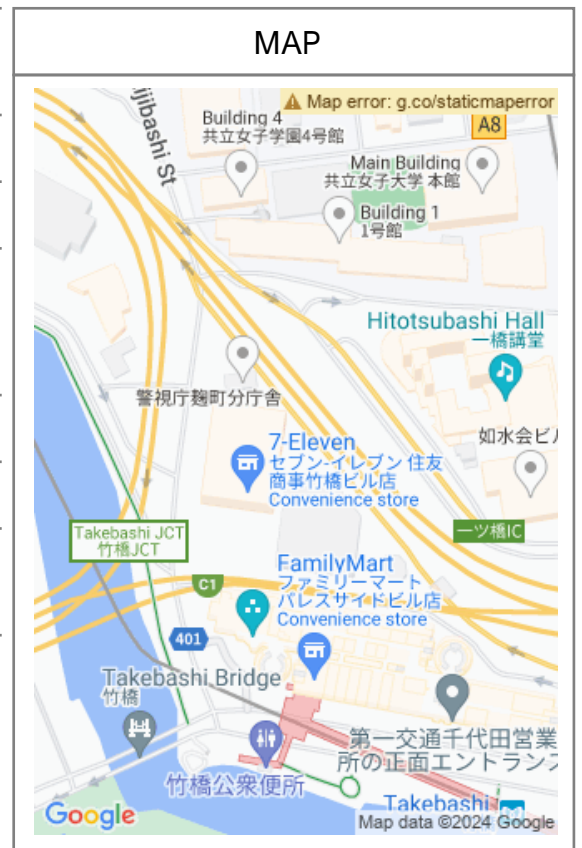 MAP
Map error: g.co/staticmaperror
Building 4
共立女子学園4号館
A8
ijibashi St
Main Building
共立女子大学 本館
Building 1
1号館
Hitotsubashi Hall
一橋講堂
警視庁麹町分庁舎
7-Eleven
セブン-イレブン 住友
商事竹橋ビル店
Convenience store
如水会ビル
Takebashi JCT
竹橋JCT
一ツ橋IC
FamilyMart
ファミリーマート
パレスサイドビル店
Convenience store
C1
401
Takebashi Bridge
竹橋
第一交通千代田営業
所の正面エントランス
竹橋公衆便所
Takebashi
Google
Map data ©2024 Google